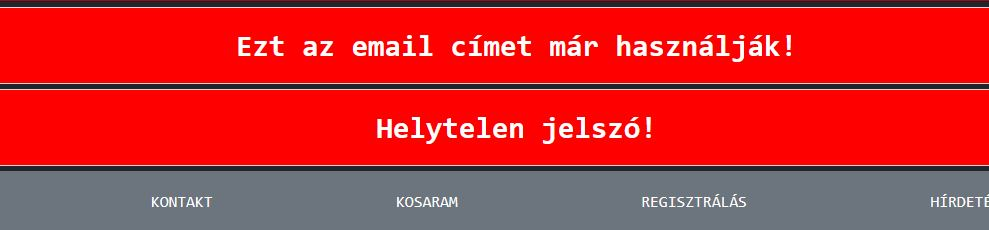 Ezt az email címet már használják!
Helytelen jelszó!
KONTAKT KOSARAM REGISZTRÁLÁS